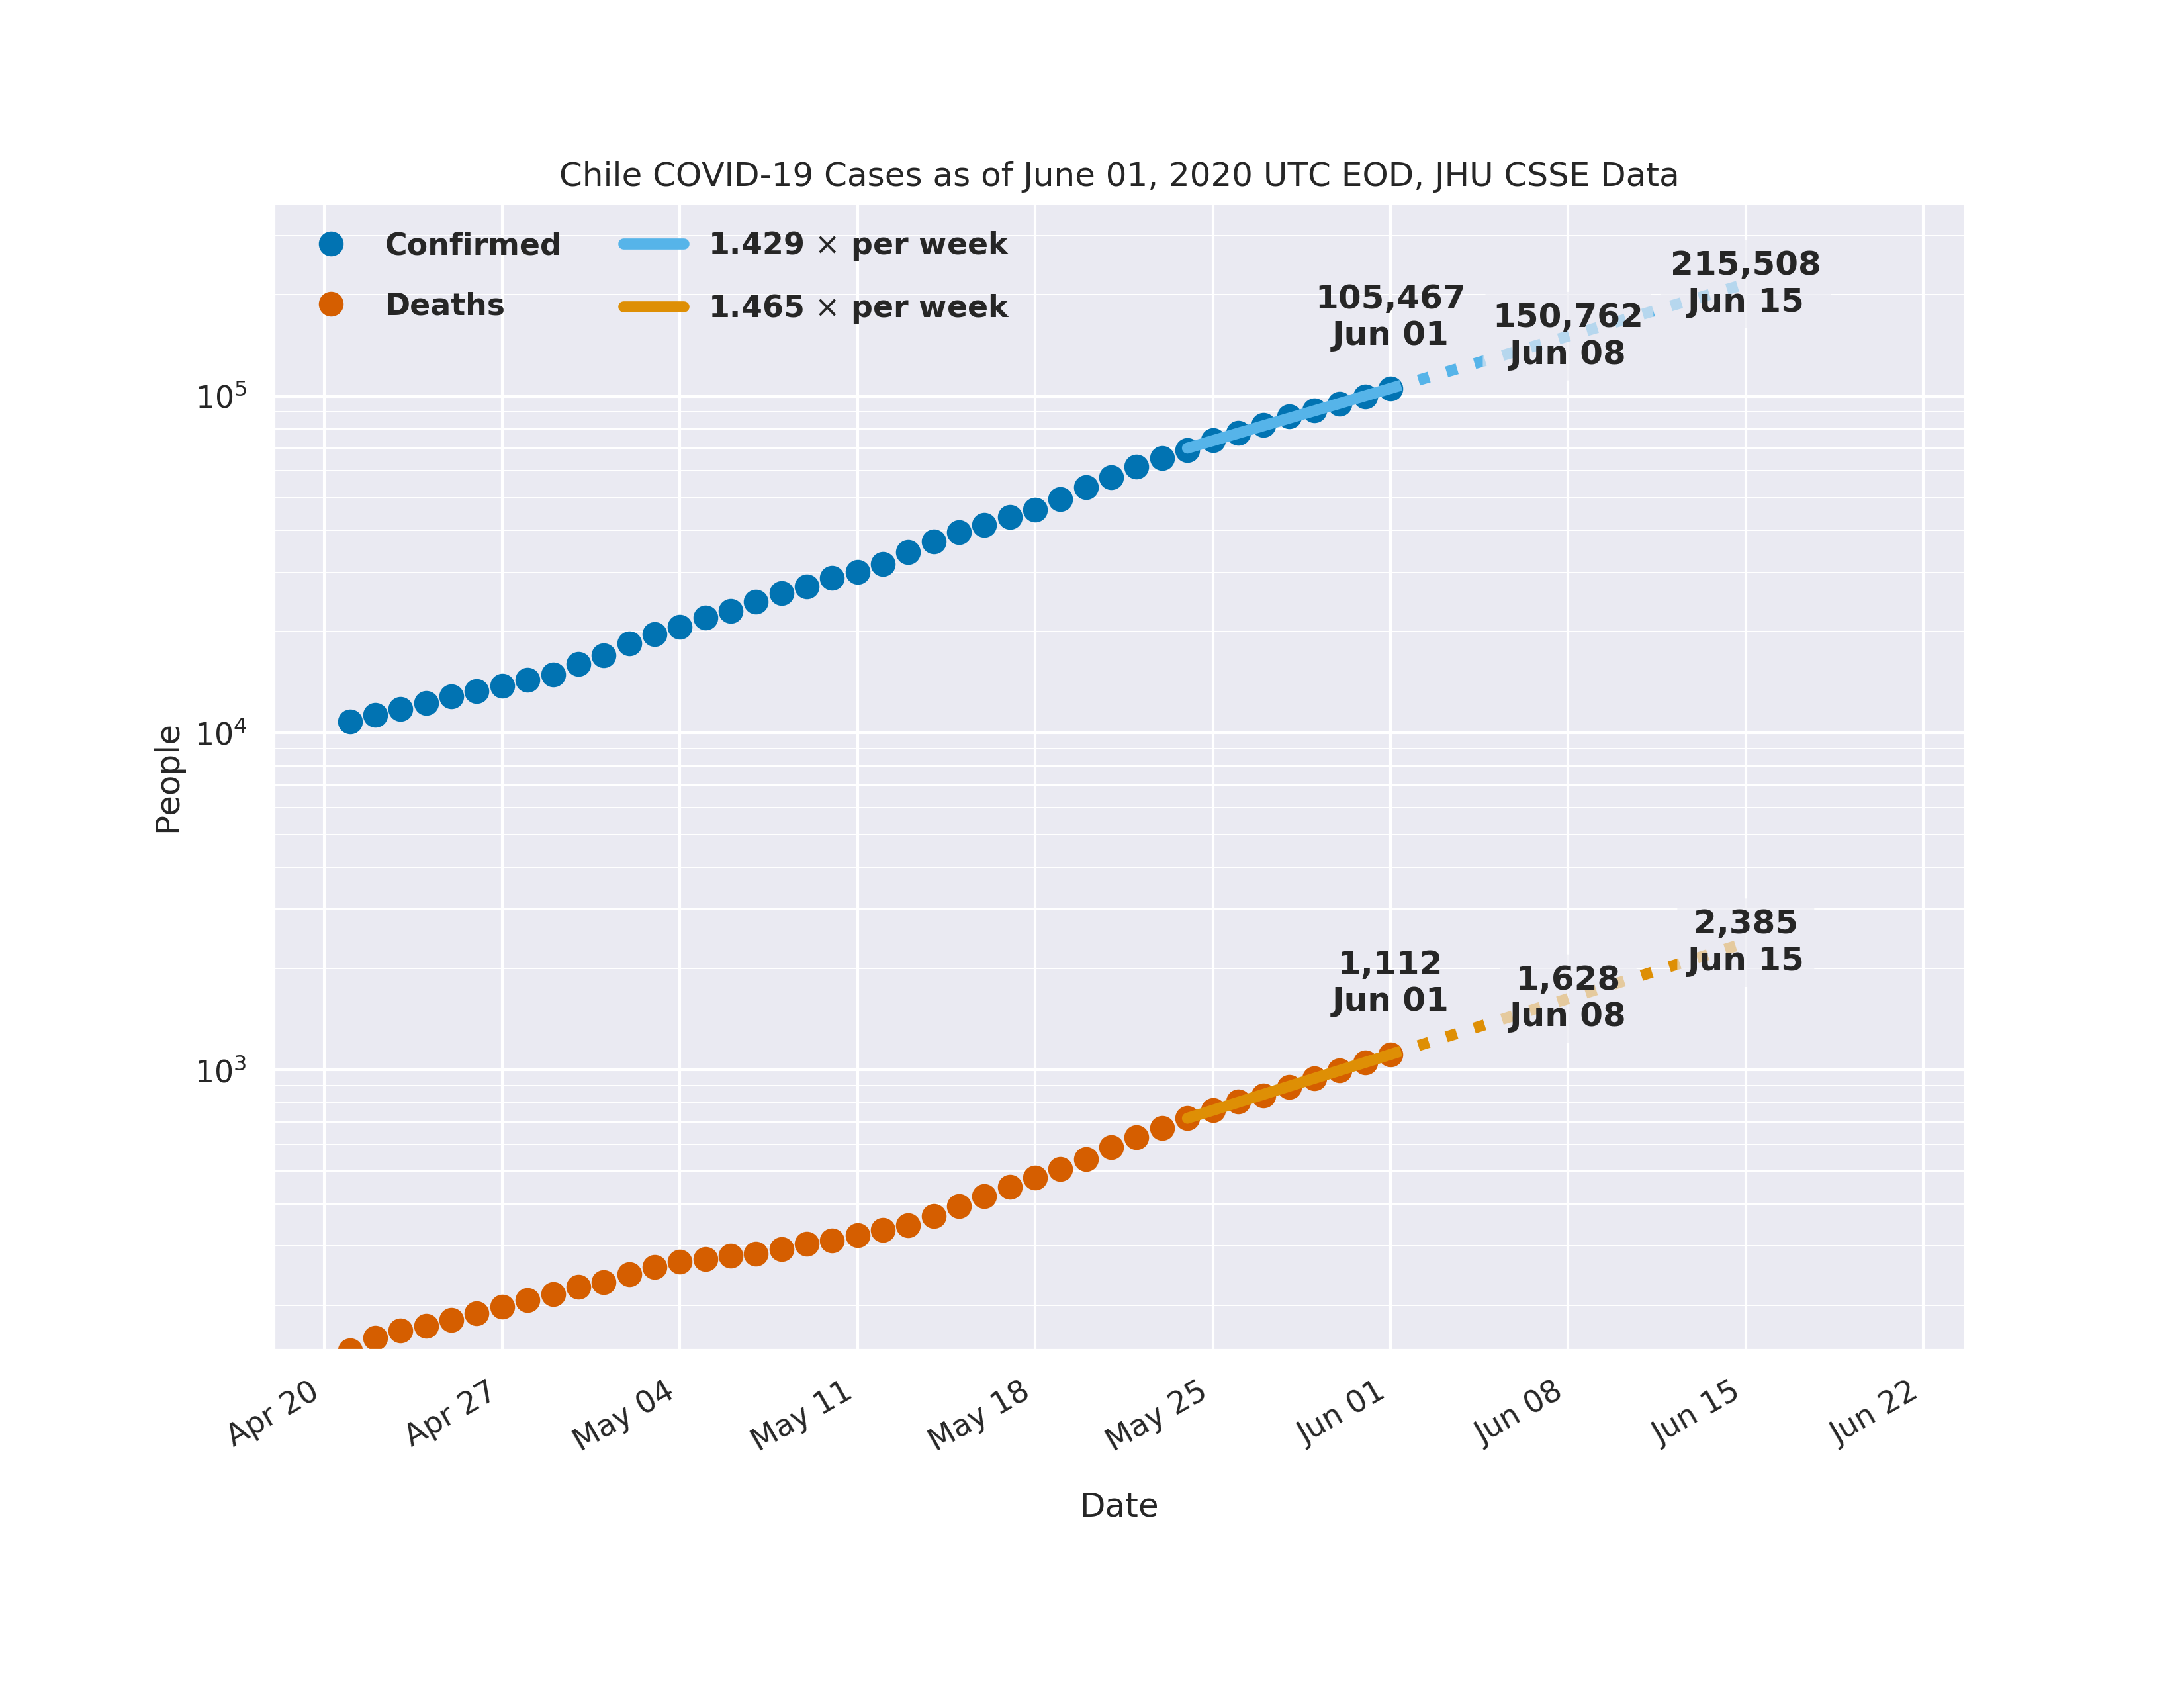 Chile COVID-19 Cases as of June 01, 2020 UTC EOD, JHU CSSE Data
Confirmed
Deaths
1.429 × per week
1.465 × per week
105,467
Jun 01
150,762
Jun 08
215,508
Jun 15
1,112
Jun 01
1,628
Jun 08
2,385
Jun 15
People
10⁵
10⁴
10³
Apr 20
Apr 27
May 04
May 11
May 18
May 25
Jun 01
Jun 08
Jun 15
Jun 22
Date